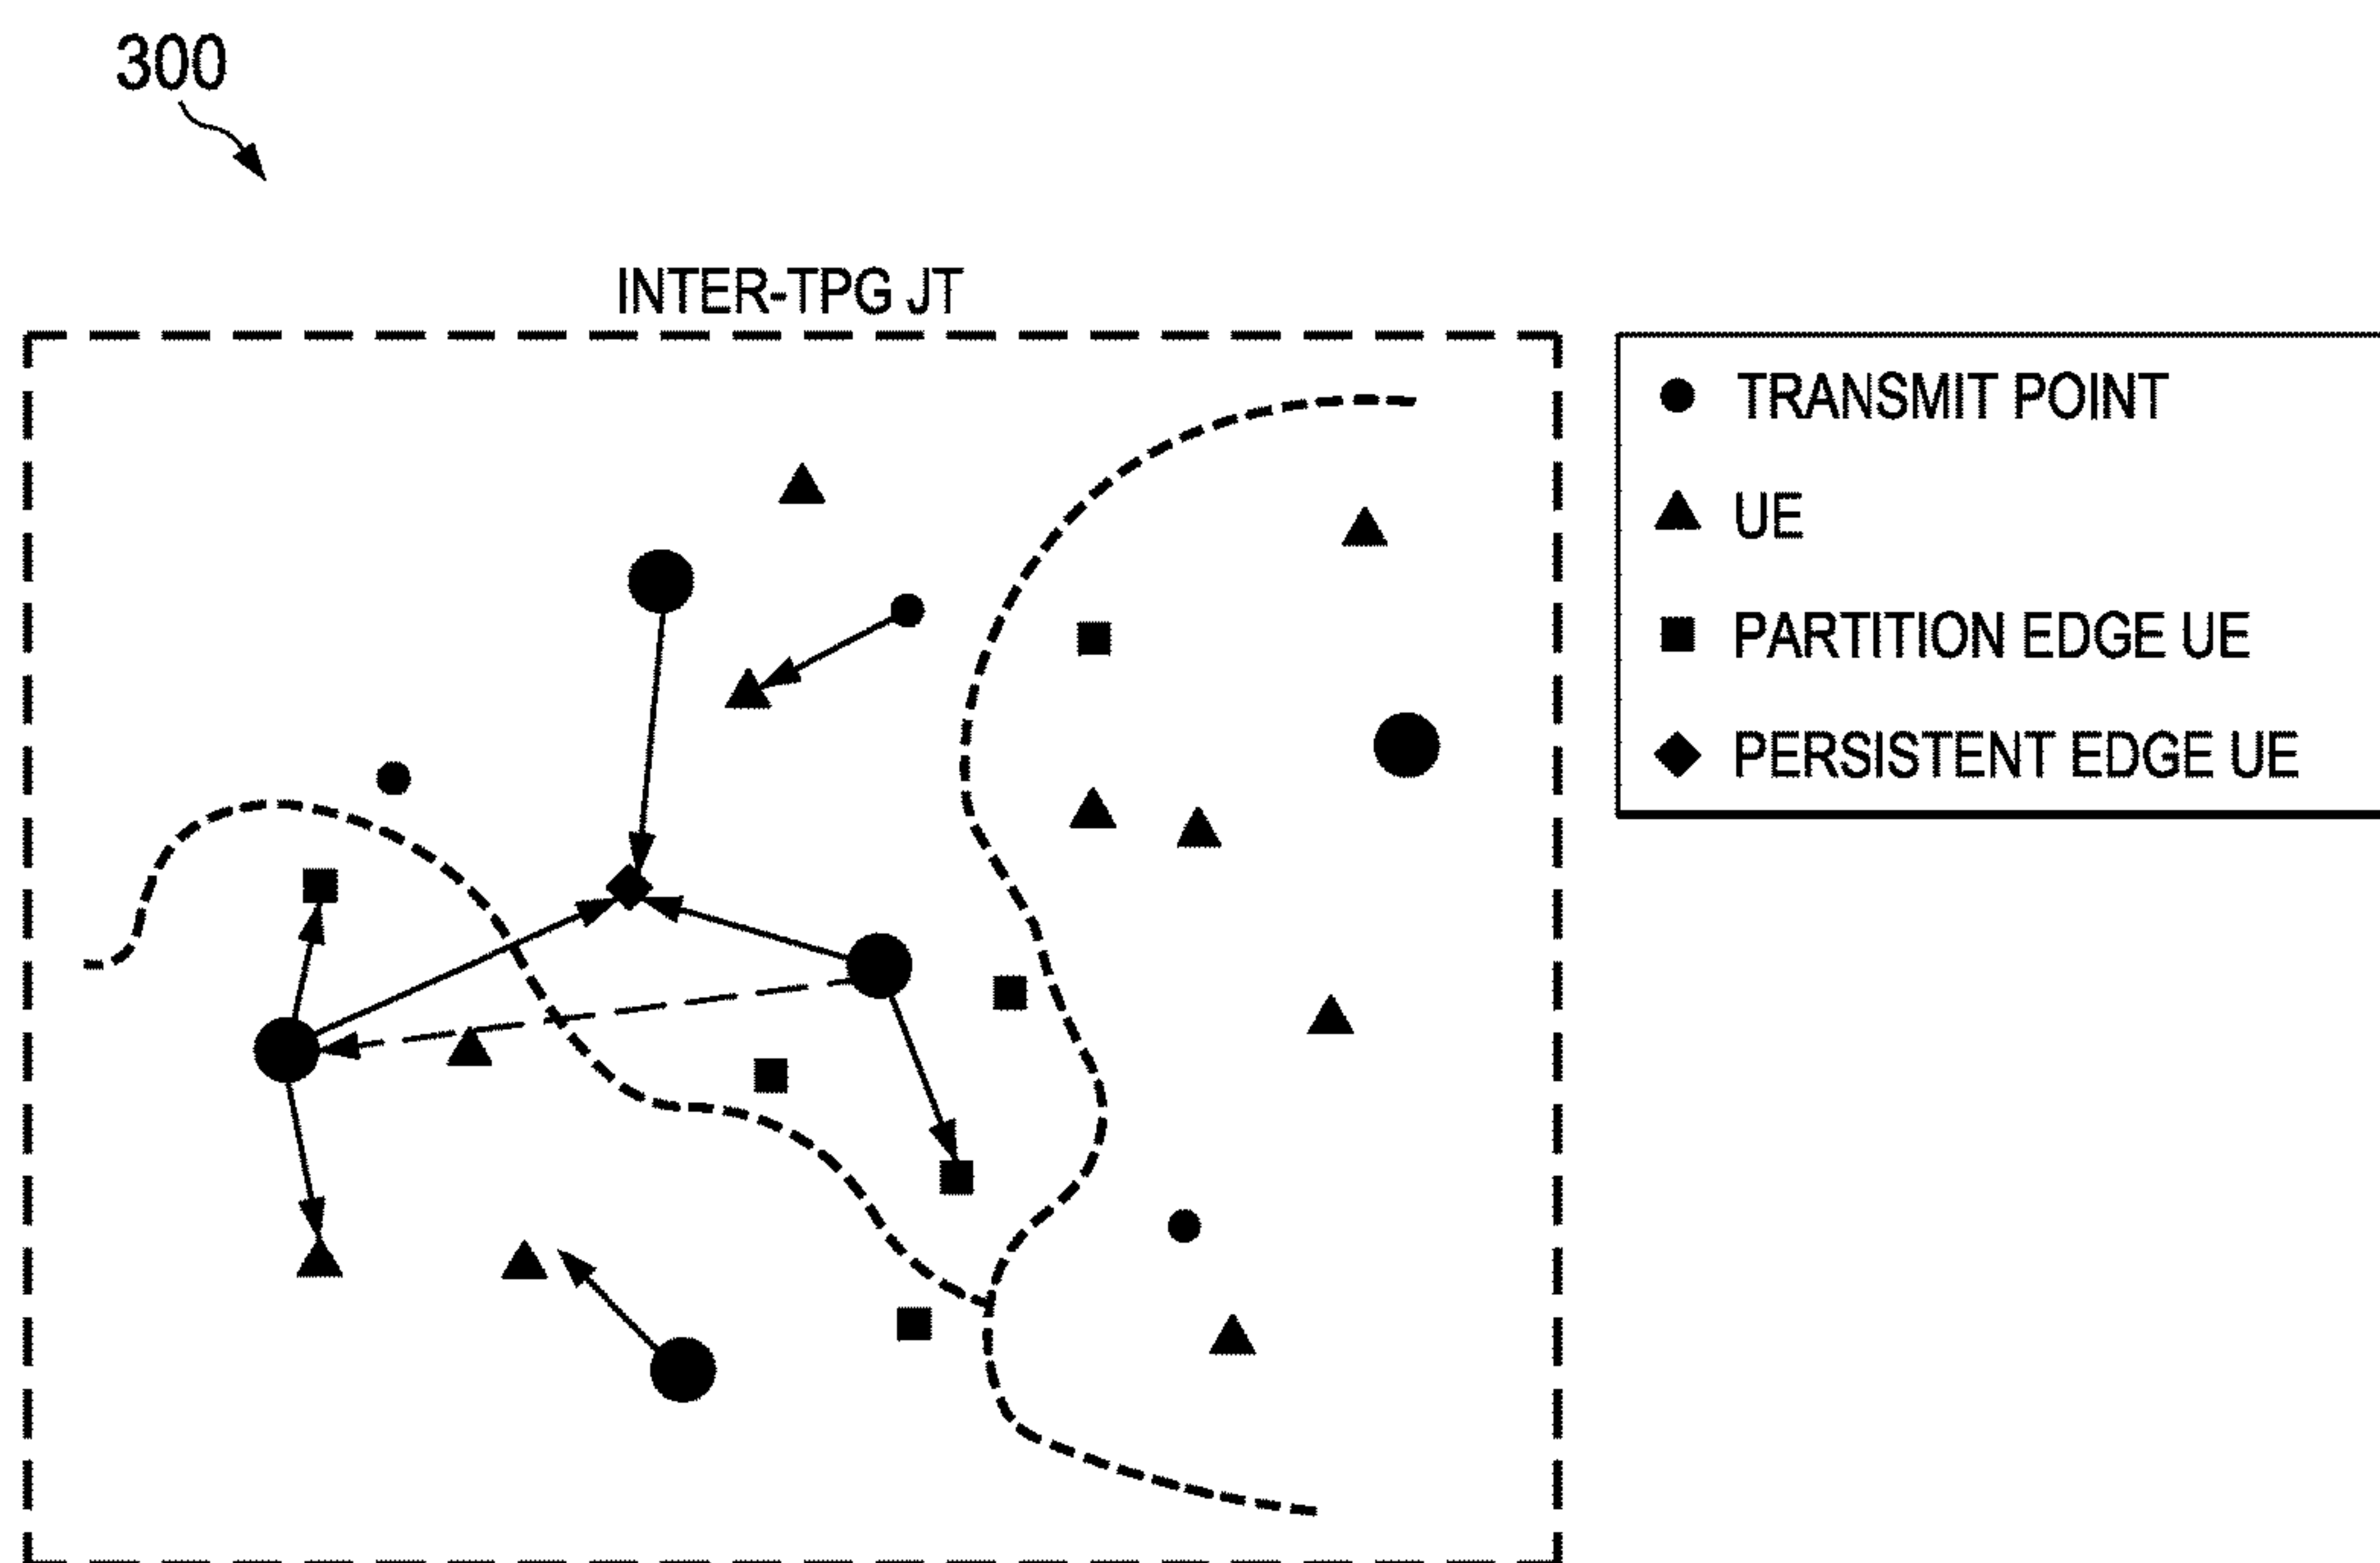 300
INTER-TPG JT
TRANSMIT POINT
UE
PARTITION EDGE UE
PERSISTENT EDGE UE